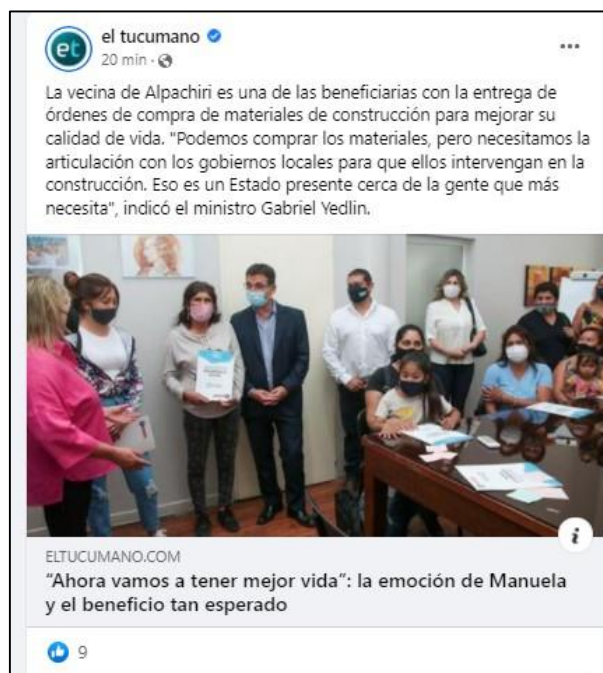 el tucumano
et
20 min ·
La vecina de Alpachiri es una de las beneficiarias con la entrega de
órdenes de compra de materiales de construcción para mejorar su
calidad de vida. "Podemos comprar los materiales, pero necesitamos la
articulación con los gobiernos locales para que ellos intervengan en la
construcción. Eso es un Estado presente cerca de la gente que más
necesita", indicó el ministro Gabriel Yedlin.
i
ELTUCUMANO.COM
"Ahora vamos a tener mejor vida": la emoción de Manuela
y el beneficio tan esperado
9